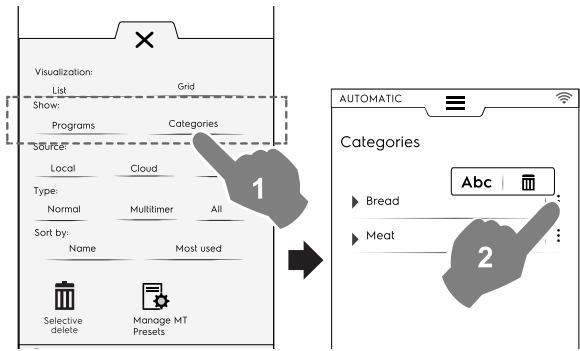 Visualization:
List Grid
Show:
Programs Categories
Source:
Local Cloud
Type:
Normal Multitimer All
Sort by:
Name Most used
Selective
delete
Manage MT
Presets
1
AUTOMATIC
Categories
Abc
Bread
Meat
2